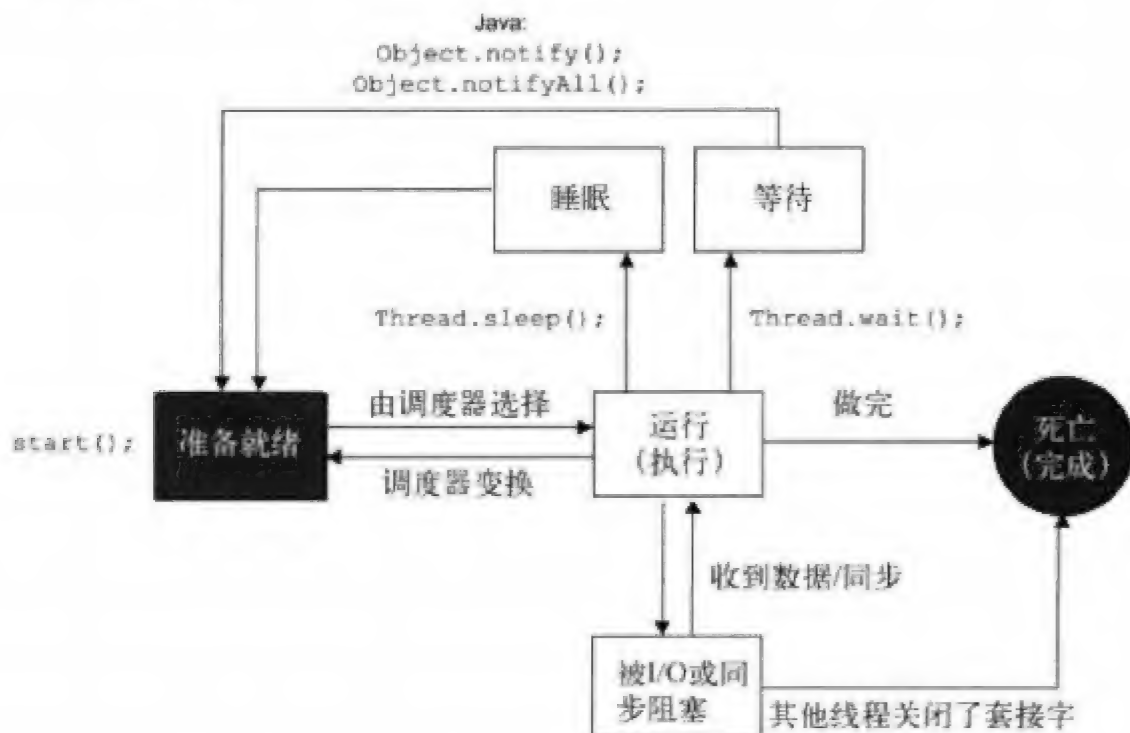 Java:
Object.notify();
Object.notifyAll();
睡眠
等待
Thread.sleep();
Thread.wait();
start();
准备就绪
由调度器选择
调度器变换
运行
(执行)
做完
死亡
(完成)
收到数据/同步
被I/O或同
步阻塞
其他线程关闭了套接字